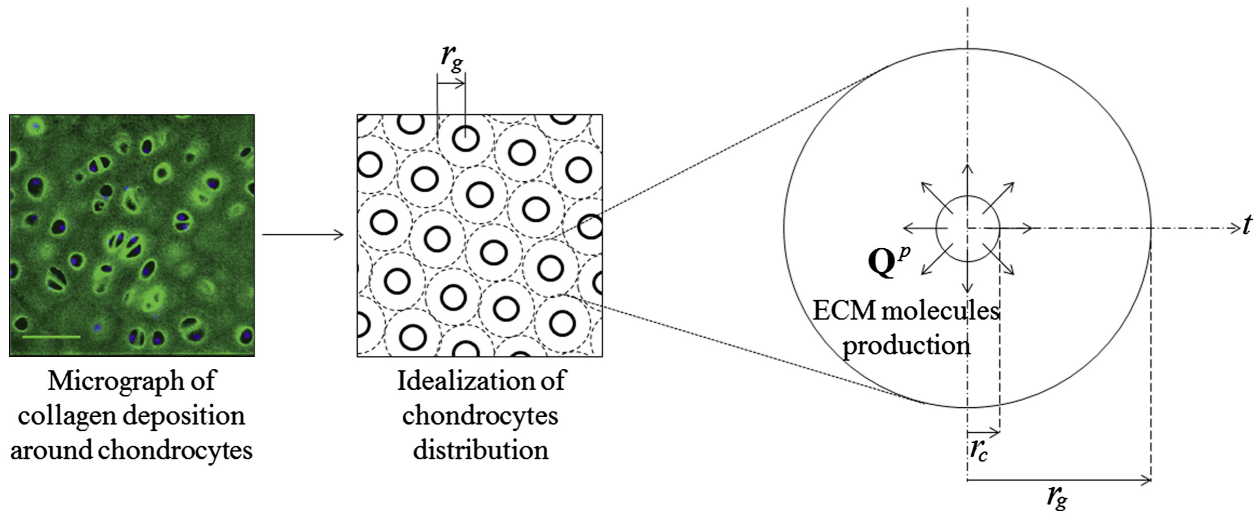 r_g
Micrograph of
collagen deposition
around chondrocytes
Idealization of
chondrocytes
distribution
t
Q^p
ECM molecules
production
r_c
r_g